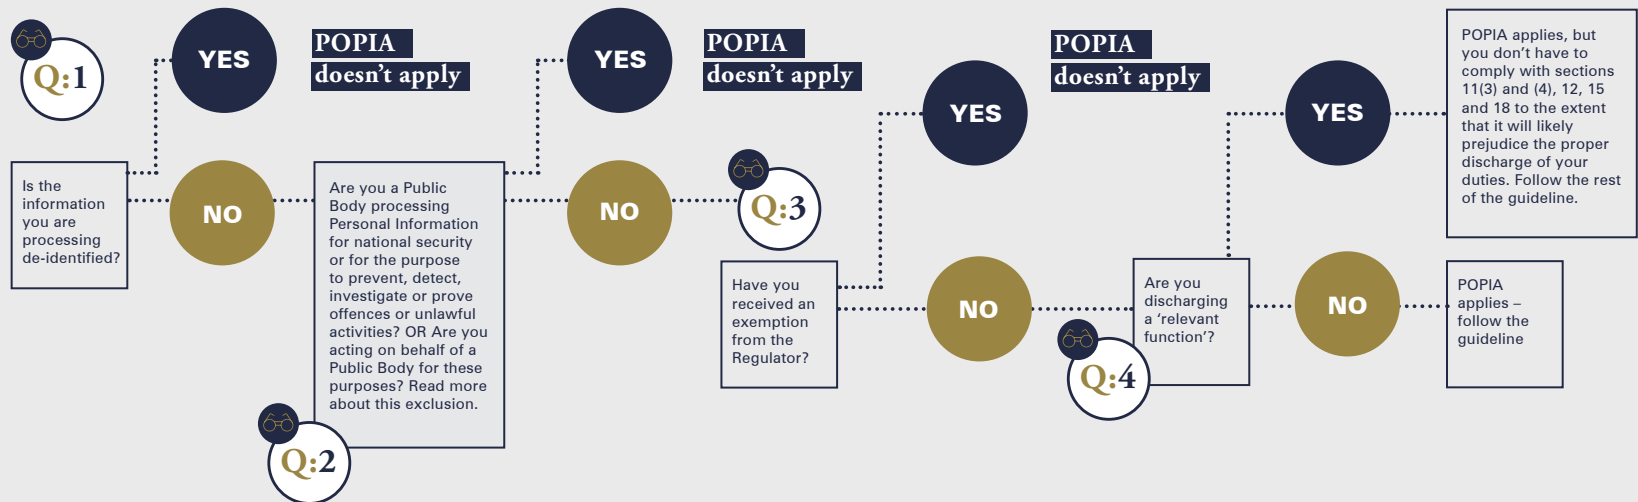 Q:1
Is the
information
you are
processing
de-identified?
YES
POPIA
doesn’t apply
NO
Q:2
Are you a Public
Body processing
Personal Information
for national security
or for the purpose
to prevent, detect,
investigate or prove
offences or unlawful
activities? OR Are you
acting on behalf of a
Public Body for these
purposes? Read more
about this exclusion.
YES
POPIA
doesn’t apply
NO
Q:3
Have you
received an
exemption
from the
Regulator?
YES
POPIA
doesn’t apply
NO
Q:4
Are you
discharging
a ‘relevant
function’?
YES
POPIA applies, but
you don’t have to
comply with sections
11(3) and (4), 12, 15
and 18 to the extent
that it will likely
prejudice the proper
discharge of your
duties. Follow the rest
of the guideline.
NO
POPIA
applies –
follow the
guideline